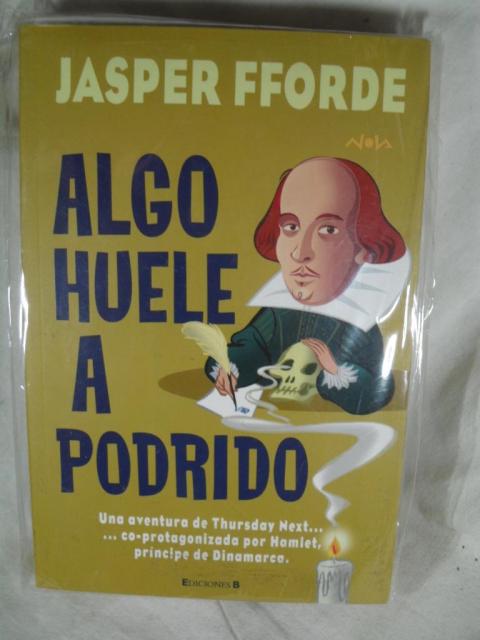 JASPER FFORDE
NOVA
ALGO
HUELE
A
PODRIDO
Una aventura de Thursday Next...
... co-protagonizada por Hamlet,
príncipe de Dinamarca.
EDICIONES B